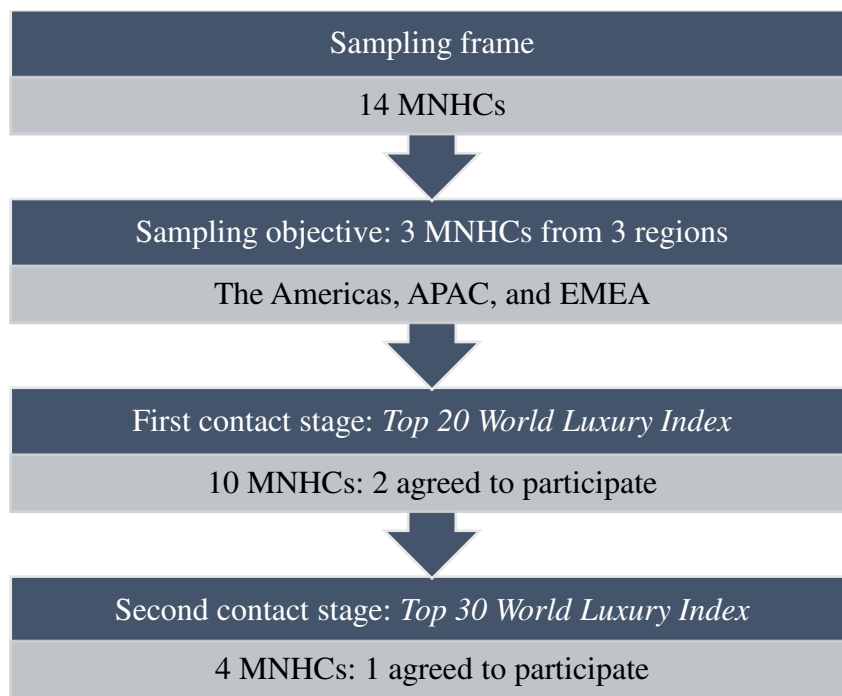 Sampling frame
14 MNHCs
Sampling objective: 3 MNHCs from 3 regions
The Americas, APAC, and EMEA
First contact stage: Top 20 World Luxury Index
10 MNHCs: 2 agreed to participate
Second contact stage: Top 30 World Luxury Index
4 MNHCs: 1 agreed to participate